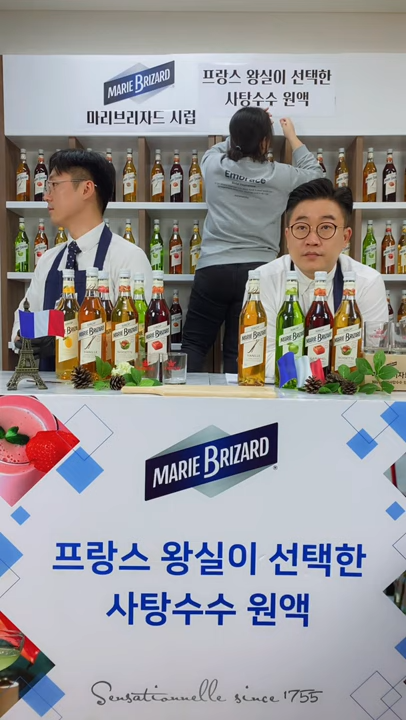 MARIE BRIZARD
마리브리자드 시럽
프랑스 왕실이 선택한
사탕수수 원액
Embrace
MARIE BRIZARD
프랑스 왕실이 선택한
사탕수수 원액
Sensationnelle since 1755